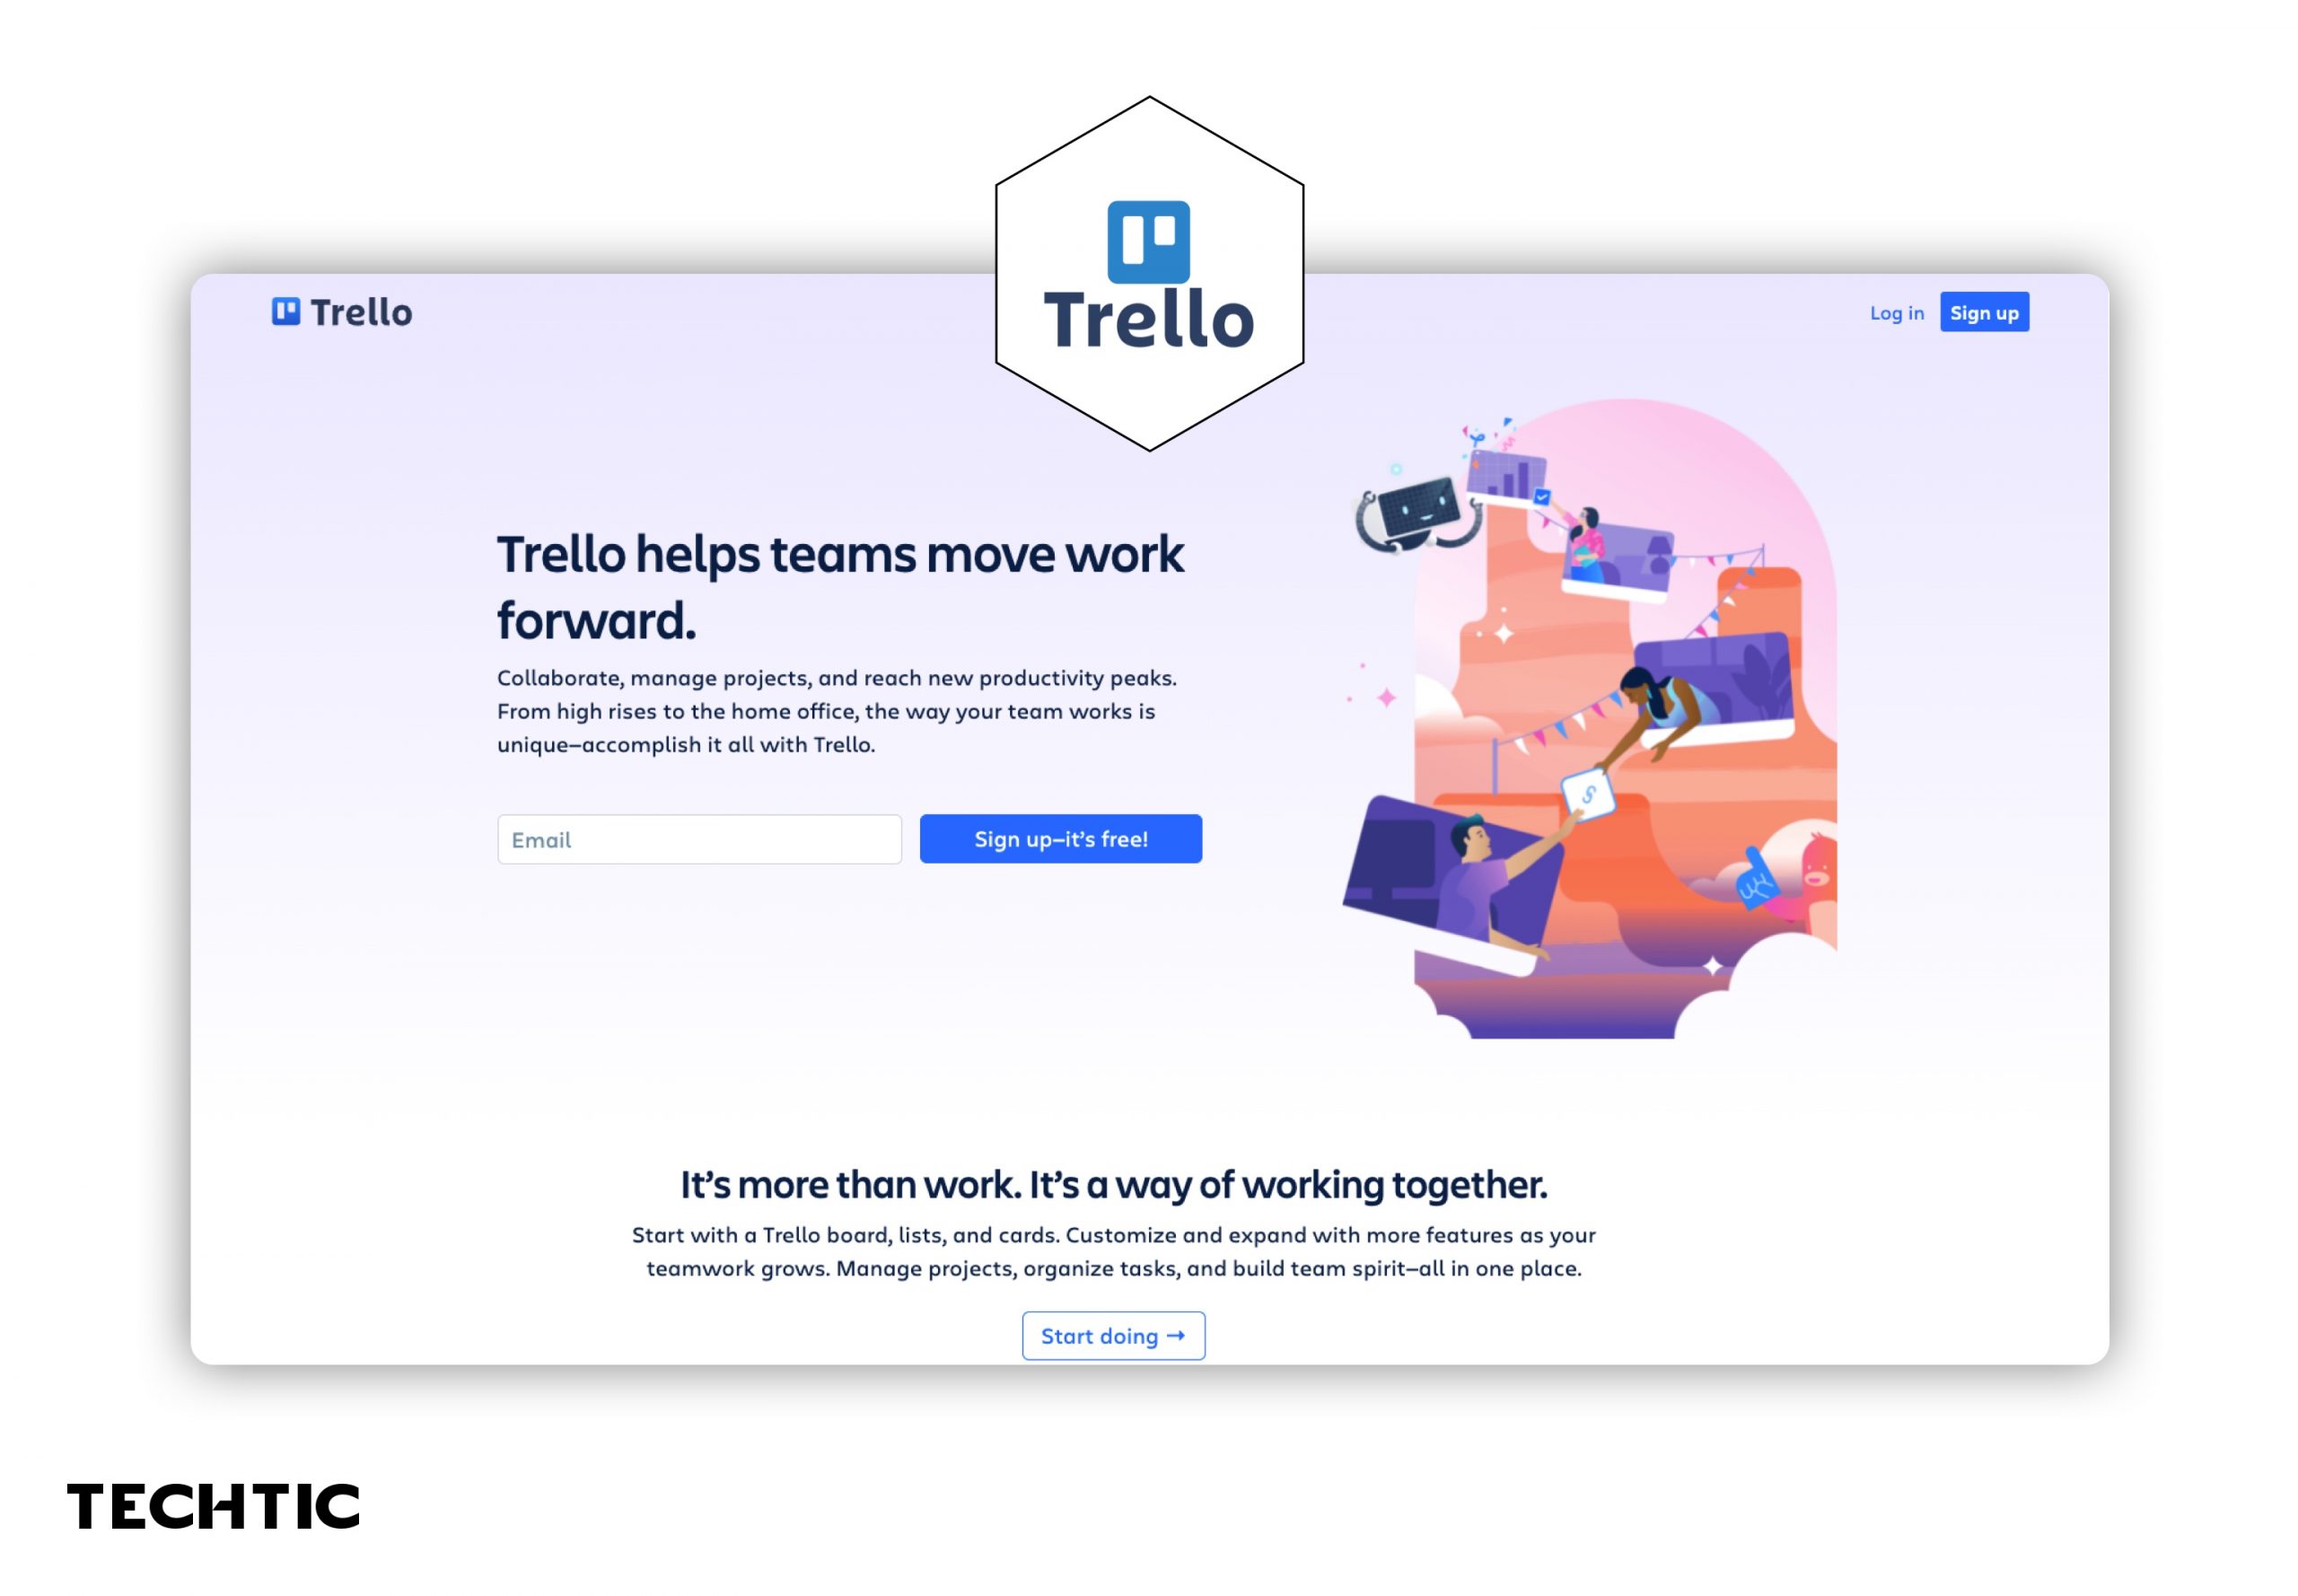 Trello
Trello
Log in
Sign up
Trello helps teams move work
forward.
Collaborate, manage projects, and reach new productivity peaks.
From high rises to the home office, the way your team works is
unique—accomplish it all with Trello.
Email
Sign up—it’s free!
It’s more than work. It’s a way of working together.
Start with a Trello board, lists, and cards. Customize and expand with more features as your
teamwork grows. Manage projects, organize tasks, and build team spirit—all in one place.
Start doing →
TECHTIC